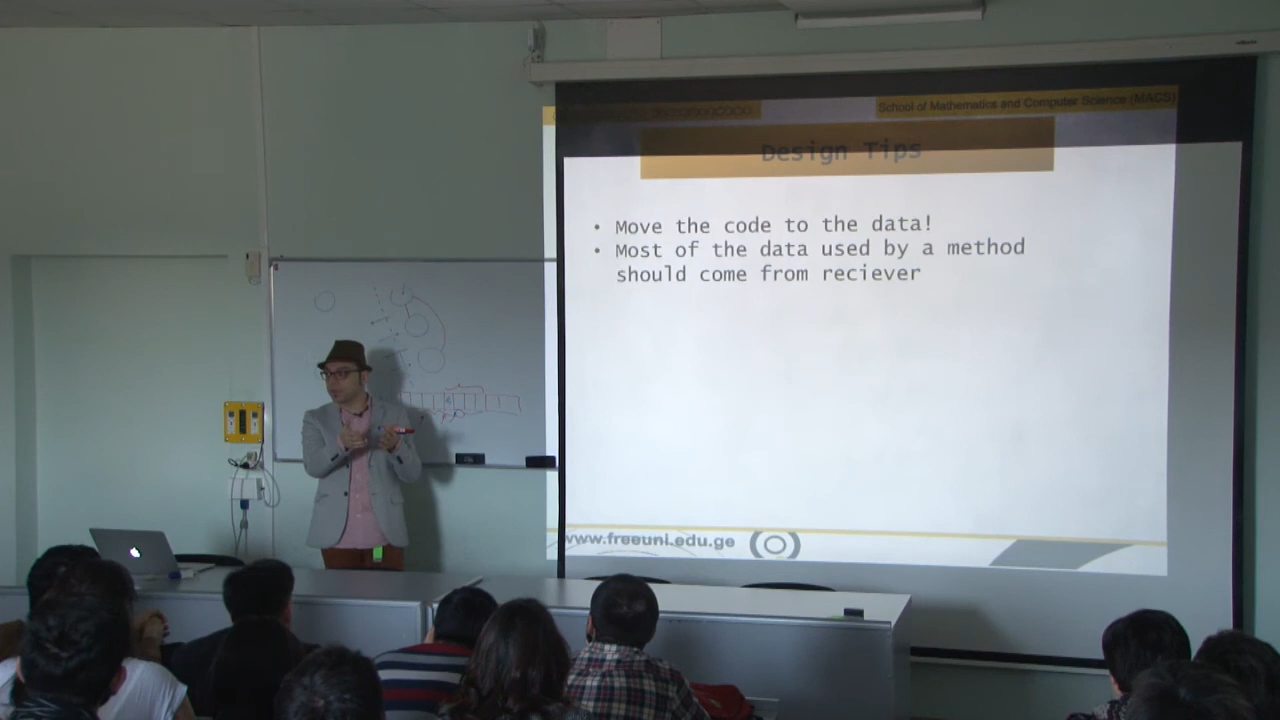 School of Mathematics and Computer Science (MACS)
Design Tips
• Move the code to the data!
• Most of the data used by a method
should come from reciever
www.freeuni.edu.ge